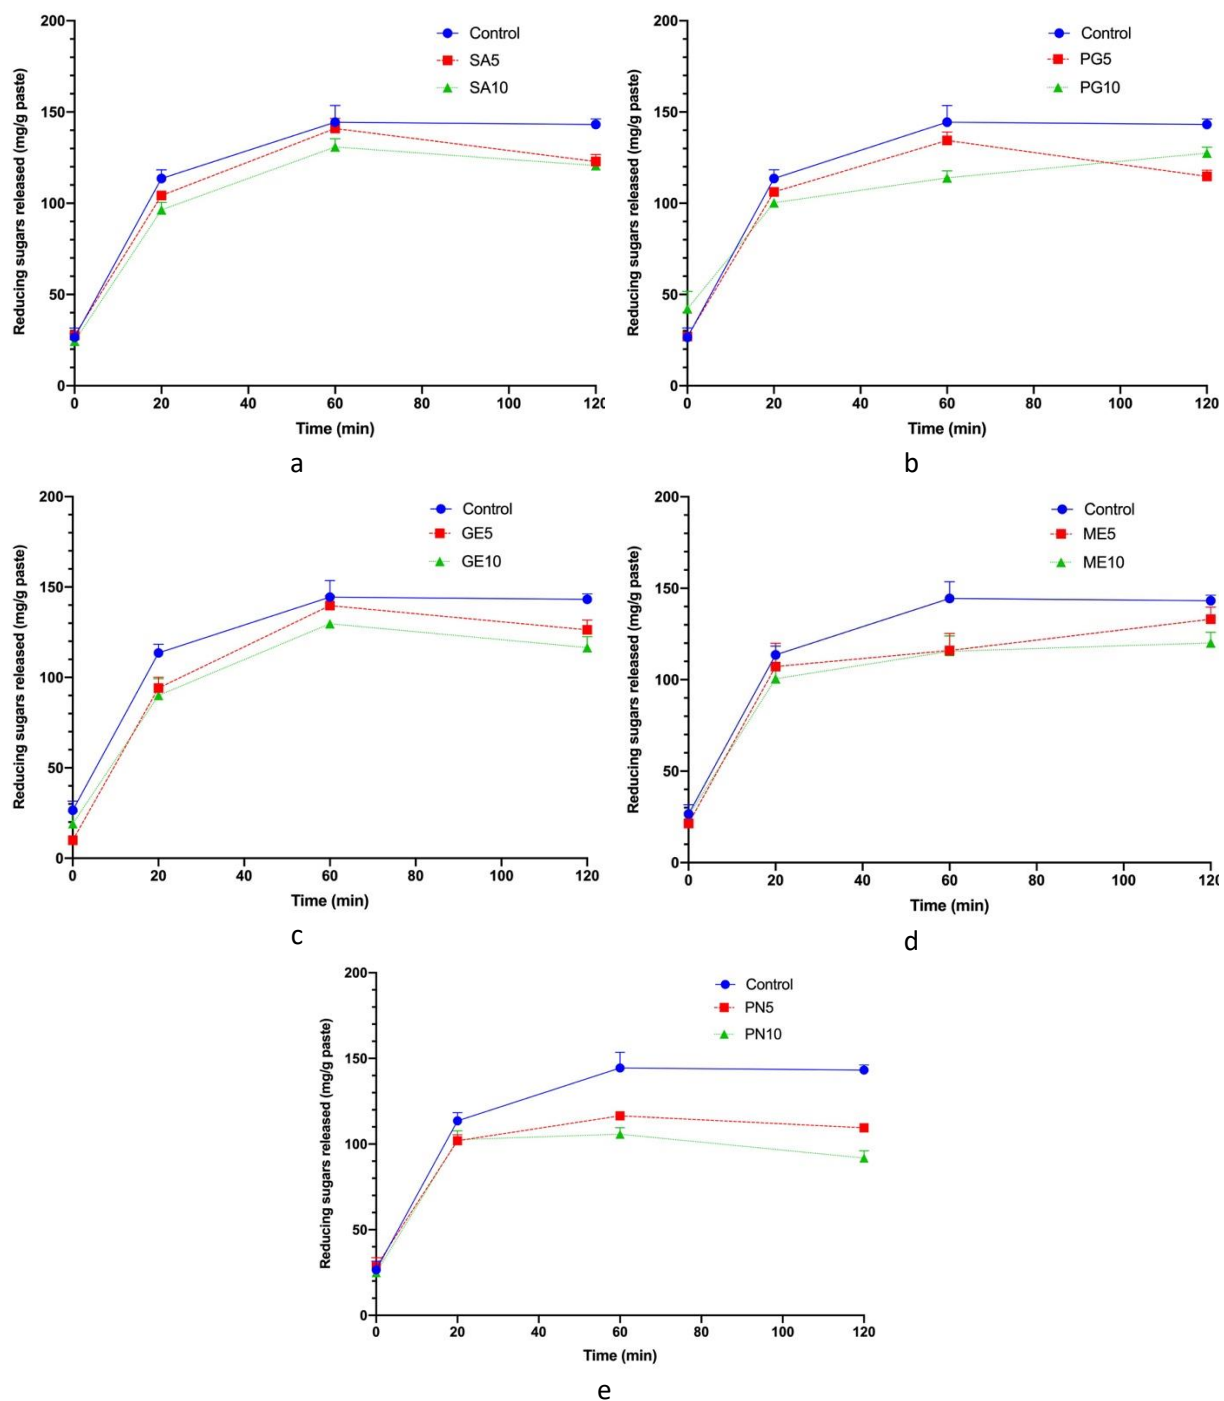 Reducing sugars released (mg/g paste)
200
150
100
50
0
Control
SA5
SA10
0 20 40 60 80 100 120
Time (min)
a
Reducing sugars released (mg/g paste)
200
150
100
50
0
Control
PG5
PG10
0 20 40 60 80 100 120
Time (min)
b
Reducing sugars released (mg/g paste)
200
150
100
50
0
Control
GE5
GE10
0 20 40 60 80 100 120
Time (min)
c
Reducing sugars released (mg/g paste)
200
150
100
50
0
Control
ME5
ME10
0 20 40 60 80 100 120
Time (min)
d
Reducing sugars released (mg/g paste)
200
150
100
50
0
Control
PN5
PN10
0 20 40 60 80 100 120
Time (min)
e